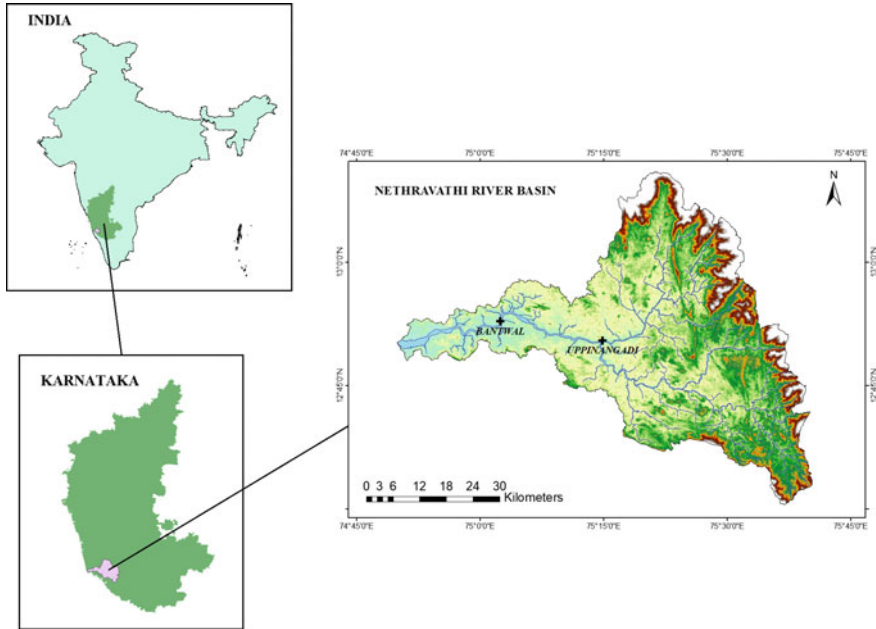 INDIA
KARNATAKA
74°45'0"E 75°0'0"E 75°15'0"E 75°30'0"E 75°45'0"E
NETHRAVATHI RIVER BASIN
N
13°0'0"N 13°0'0"N
BANTWAL
UPPINANGADI
12°45'0"N 12°45'0"N
0 3 6 12 18 24 30
Kilometers
74°45'0"E 75°0'0"E 75°15'0"E 75°30'0"E 75°45'0"E